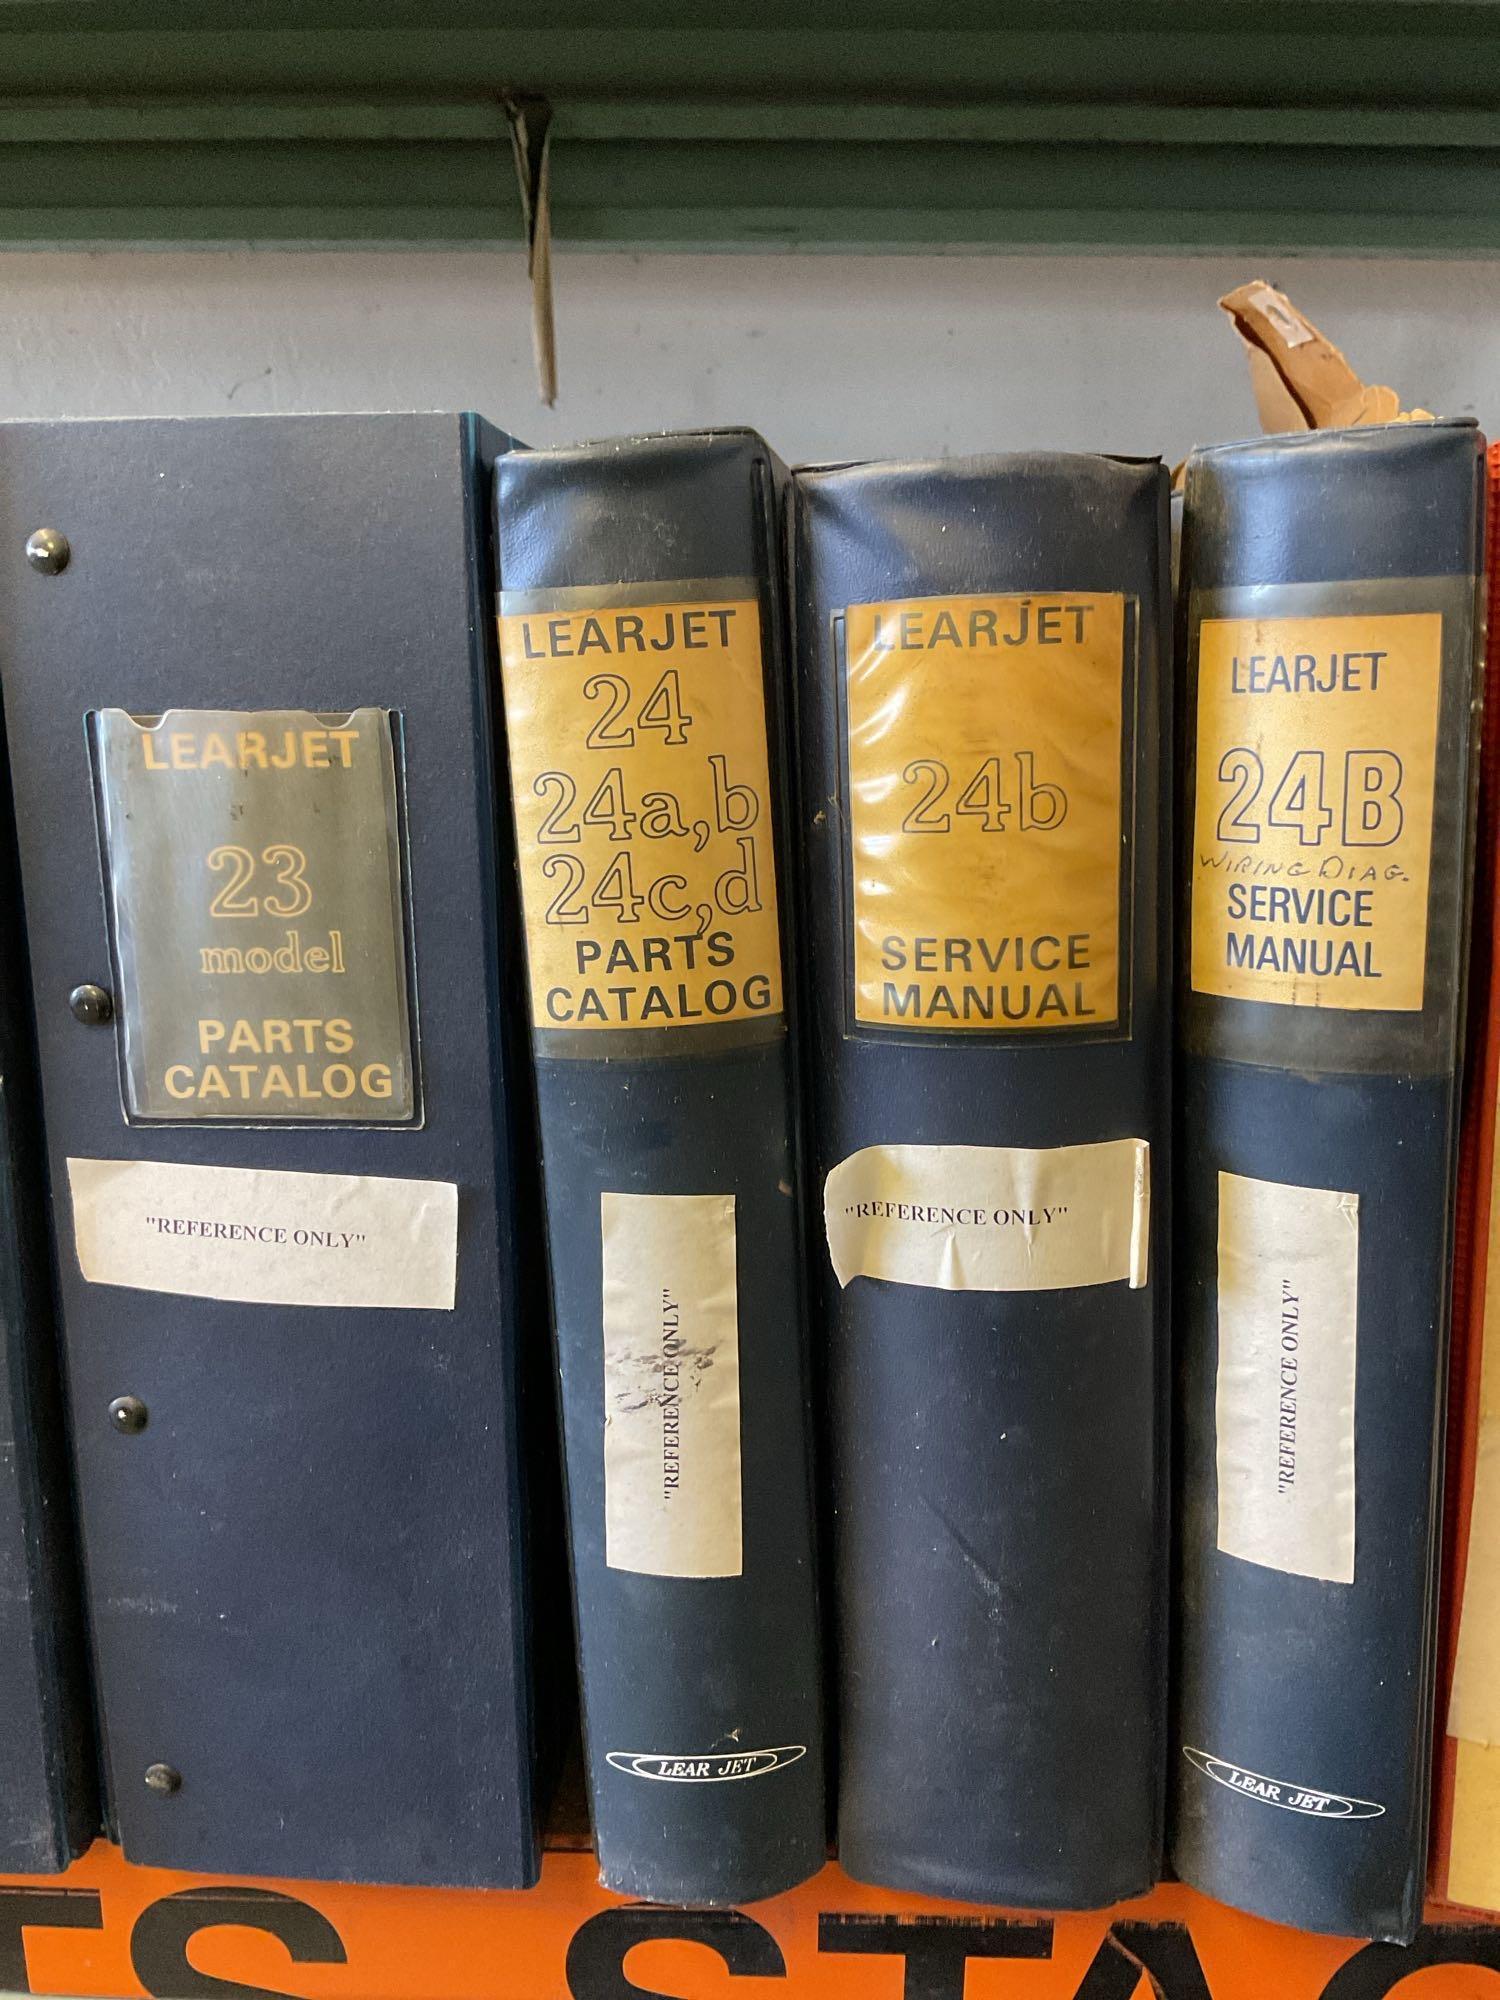 LEARJET
23
model
PARTS
CATALOG
"REFERENCE ONLY"
LEARJET
24
24a,b
24c,d
PARTS
CATALOG
"REFERENCE ONLY"
LEAR JET
LEARJET
24b
SERVICE
MANUAL
"REFERENCE ONLY"
LEARJET
24B
WIRING DIAG.
SERVICE
MANUAL
"REFERENCE ONLY"
LEAR JET